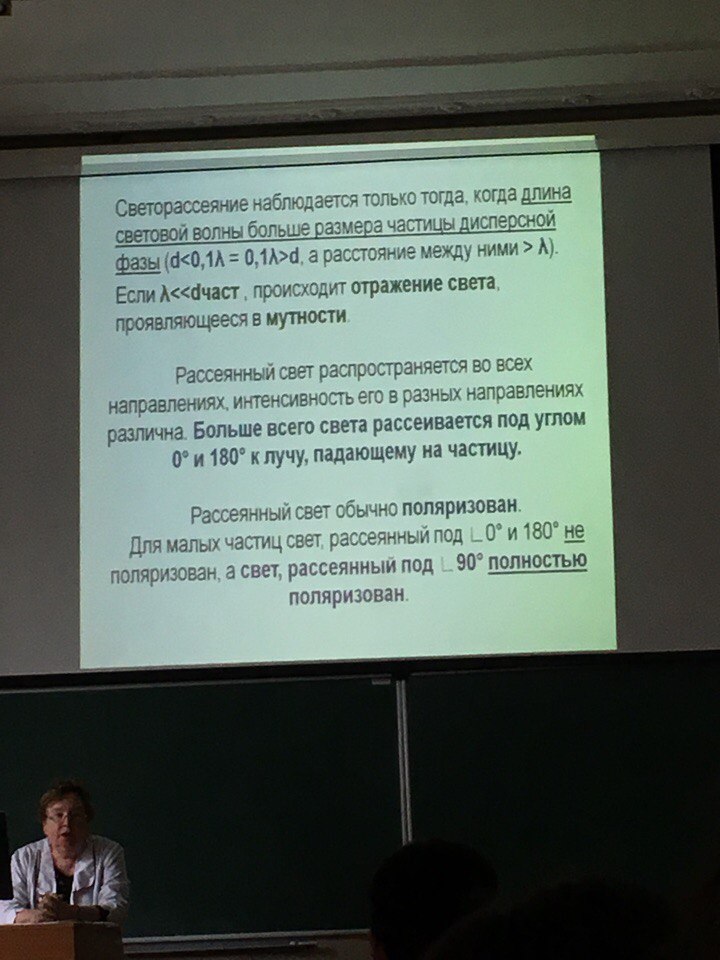 Светорассеяние наблюдается только тогда, когда длина
световой волны больше размера частицы дисперсной
фазы (d<0,1λ = 0,1λ>d, а расстояние между ними > λ).
Если λ<<dчаст , происходит отражение света,
проявляющееся в мутности.
Рассеянный свет распространяется во всех
направлениях, интенсивность его в разных направлениях
различна. Больше всего света рассеивается под углом
0° и 180° к лучу, падающему на частицу.
Рассеянный свет обычно поляризован.
Для малых частиц свет, рассеянный под ∟0° и 180° не
поляризован, а свет, рассеянный под ∟90° полностью
поляризован.